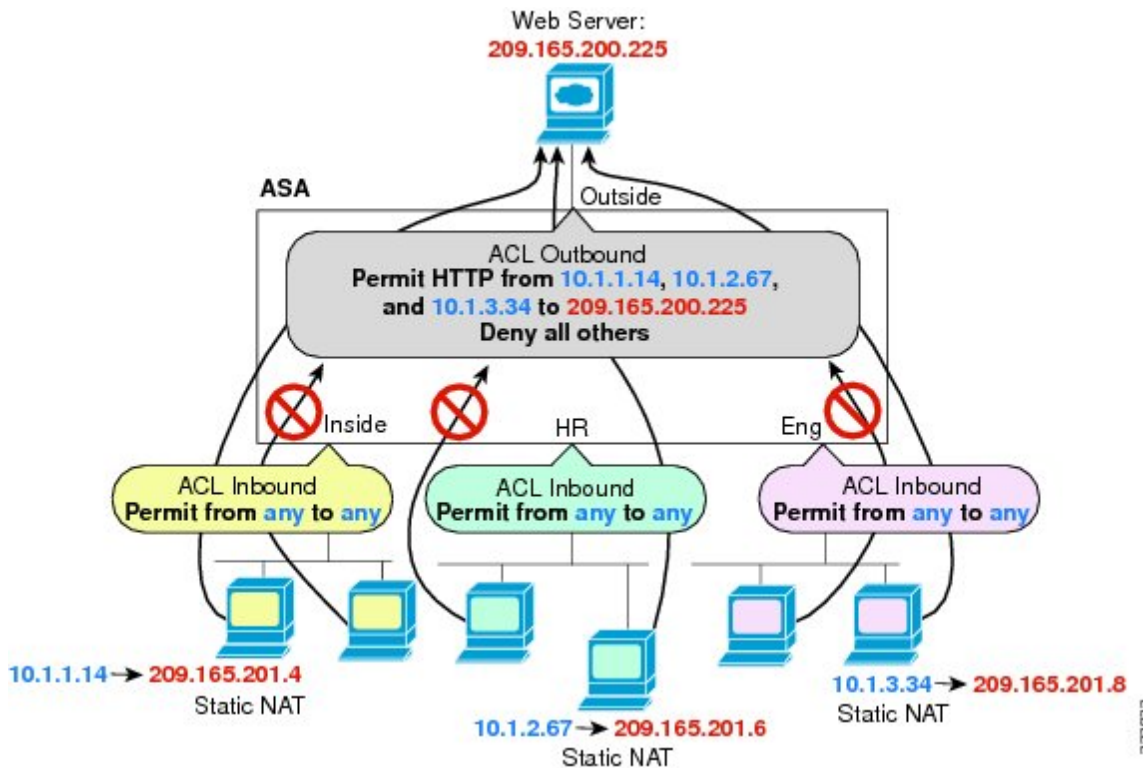 Web Server:
209.165.200.225
ASA
Outside
ACL Outbound
Permit HTTP from 10.1.1.14, 10.1.2.67,
and 10.1.3.34 to 209.165.200.225
Deny all others
Inside
HR
Eng
ACL Inbound
Permit from any to any
ACL Inbound
Permit from any to any
ACL Inbound
Permit from any to any
10.1.1.14 → 209.165.201.4
Static NAT
10.1.2.67 → 209.165.201.6
Static NAT
10.1.3.34 → 209.165.201.8
Static NAT